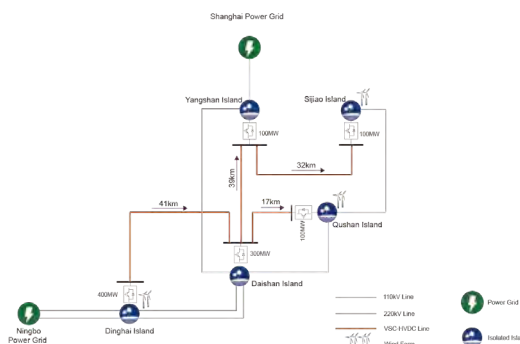 Shanghai Power Grid
Yangshan Island
Sijiao Island
100MW
100MW
39km
32km
41km
17km
100MW
Qushan Island
300MW
Daishan Island
400MW
Ningbo
Power Grid
Dinghai Island
110kV Line
220kV Line
VSC-HVDC Line
Power Grid